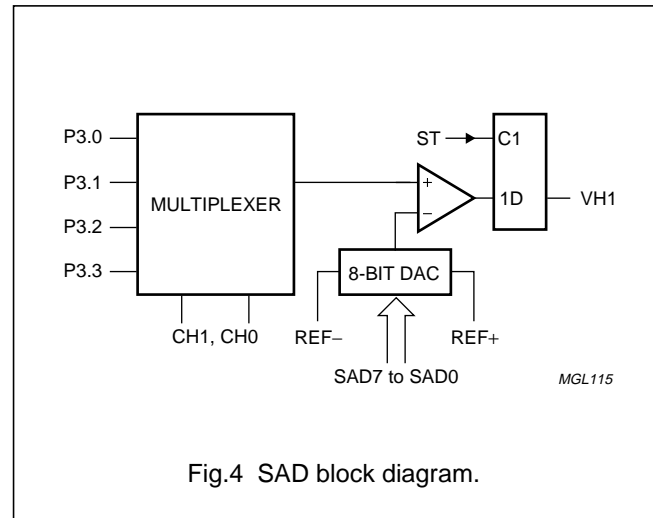 P3.0
P3.1
P3.2
P3.3
MULTIPLEXER
CH1, CH0
ST
C1
+
−
1D
VH1
8-BIT DAC
REF−
REF+
SAD7 to SAD0
MGL115
Fig.4 SAD block diagram.